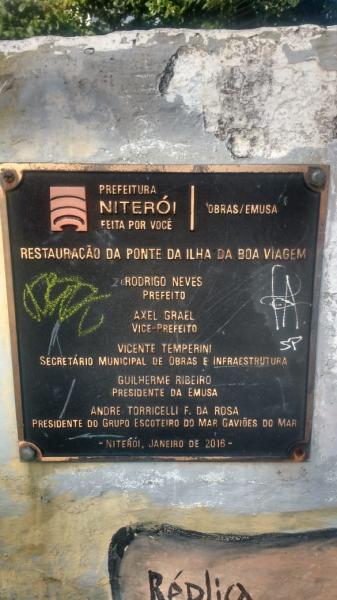 PREFEITURA
NITERÓI
FEITA POR VOCÊ
OBRAS/EMUSA
RESTAURAÇÃO DA PONTE DA ILHA DA BOA VIAGEM
RODRIGO NEVES
PREFEITO
AXEL GRAEL
VICE-PREFEITO
VICENTE TEMPERINI
SECRETÁRIO MUNICIPAL DE OBRAS E INFRAESTRUTURA
GUILHERME RIBEIRO
PRESIDENTE DA EMUSA
ANDRE TORRICELLI F. DA ROSA
PRESIDENTE DO GRUPO ESCOTEIRO DO MAR GAVIÕES DO MAR
- NITERÓI, JANEIRO DE 2016 -
SP
Réplica